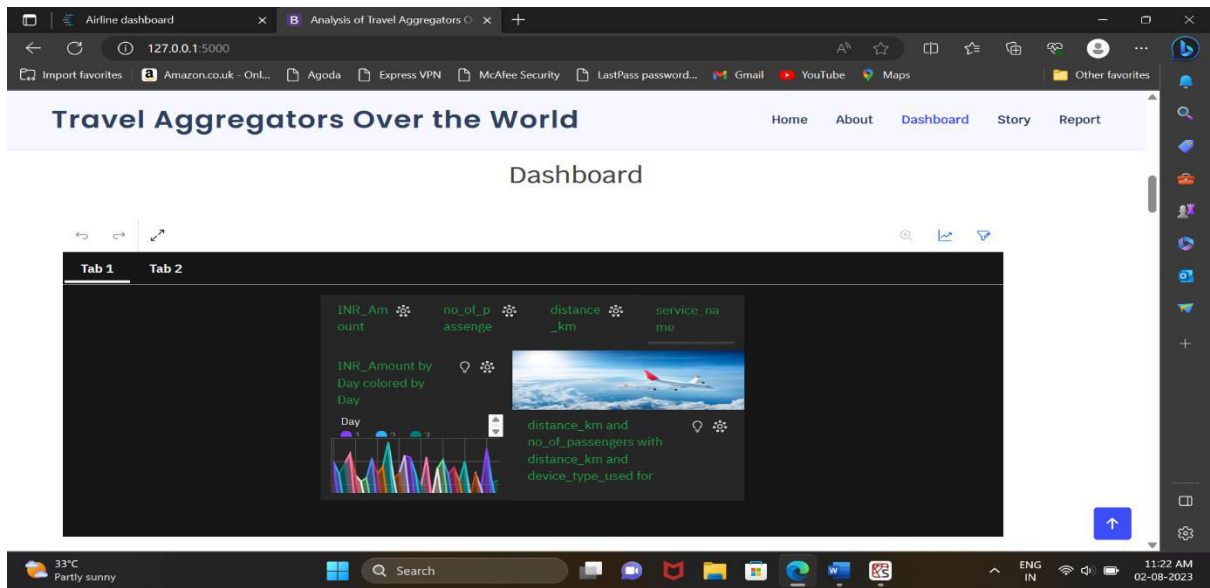 Airline dashboard
Analysis of Travel Aggregators O
127.0.0.1:5000
Import favorites
Amazon.co.uk - Onl...
Agoda
Express VPN
McAfee Security
LastPass password...
Gmail
YouTube
Maps
Other favorites
Travel Aggregators Over the World
Home
About
Dashboard
Story
Report
Dashboard
Tab 1
Tab 2
INR_Am
ount
no_of_p
assenge
distance
_km
service_na
me
INR_Amount by
Day colored by
Day
Day
1 2 3
distance_km and
no_of_passengers with
distance_km and
device_type_used for
33°C
Partly sunny
Search
ENG
IN
11:22 AM
02-08-2023